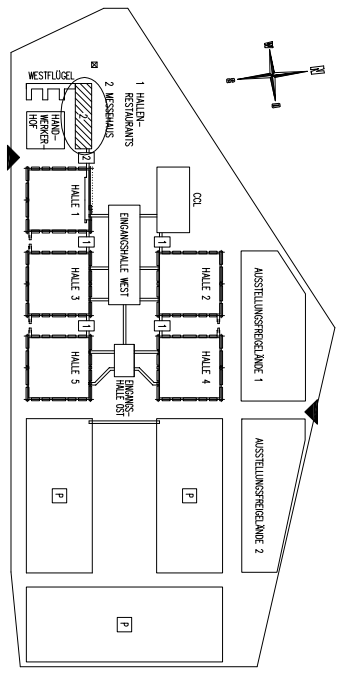 W
N
S
O
WESTFLÜGEL
HAND-
WERKER-
HOF
2
1 HALLEN-
RESTAURANTS
2 MESSEHAUS
2
HALLE 1
1
CCL
1
EINGANGSHALLE WEST
HALLE 3
HALLE 2
1
1
HALLE 5
EINGANGS-
HALLE OST
HALLE 4
AUSSTELLUNGSFREIGELÄNDE 1
AUSSTELLUNGSFREIGELÄNDE 2
P
P
P